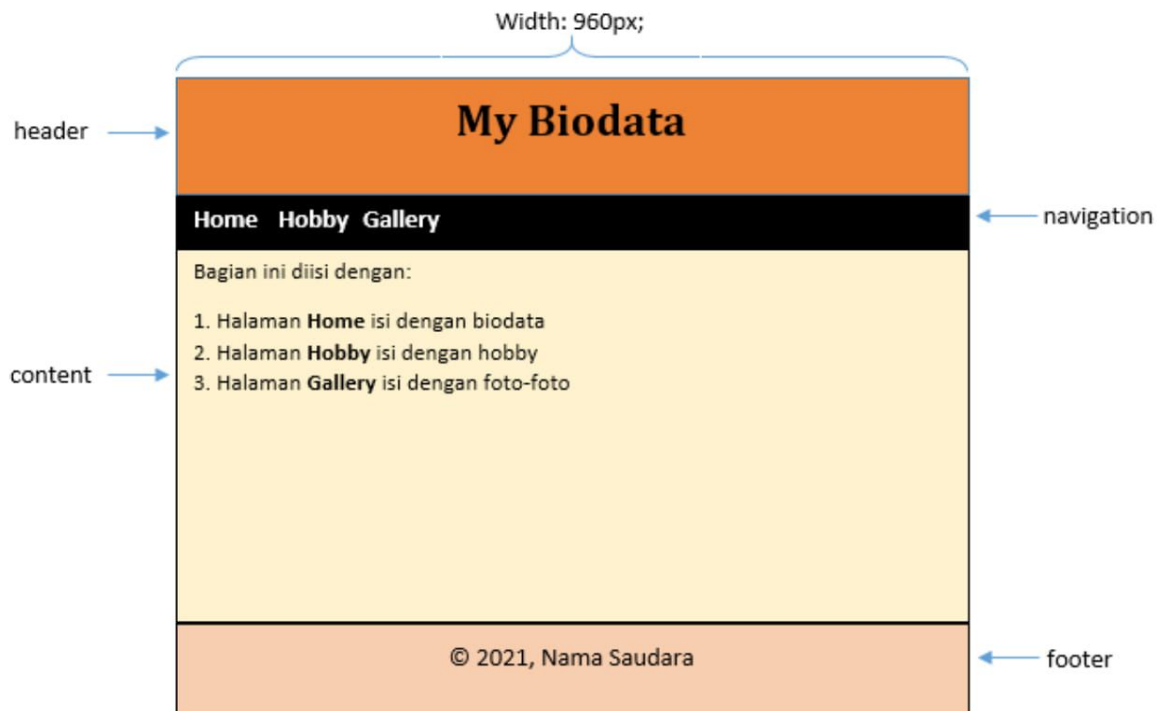 Width: 960px;
header
My Biodata
Home Hobby Gallery
navigation
Bagian ini diisi dengan:
1. Halaman Home isi dengan biodata
2. Halaman Hobby isi dengan hobby
content
3. Halaman Gallery isi dengan foto-foto
© 2021, Nama Saudara
footer